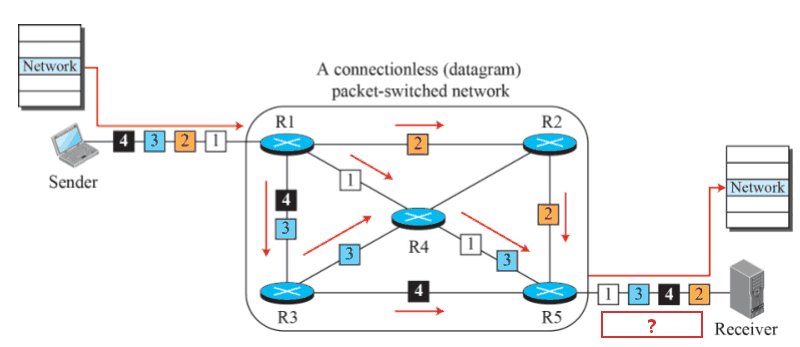 Network
A connectionless (datagram)
packet-switched network
R1
R2
2
4 3 2 1
Sender
1
4
3
2
Network
R4
3
1
3
4
1 3 4 2
R3
R5
?
Receiver